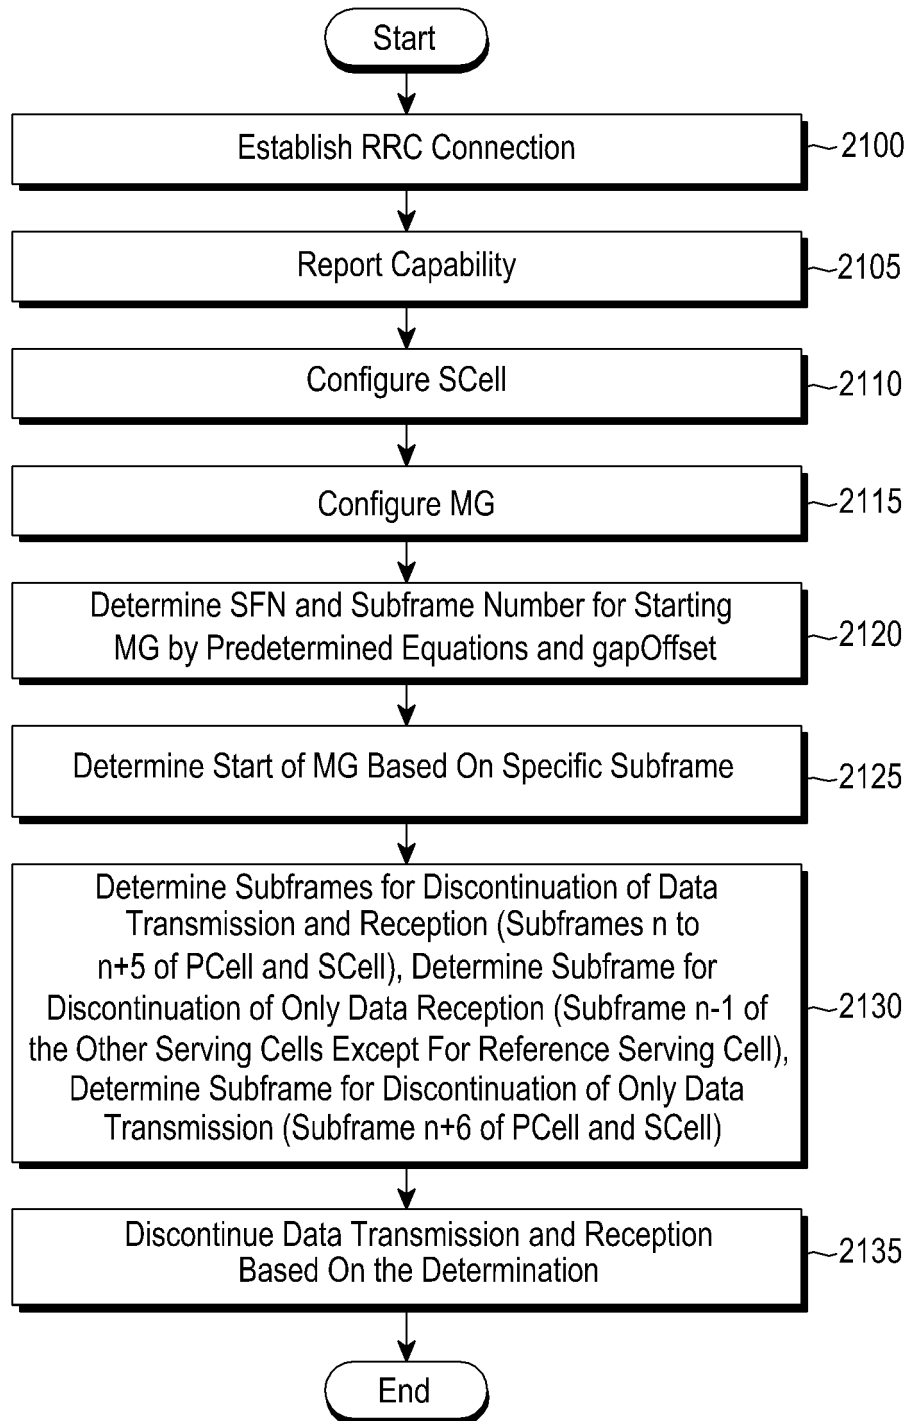 Start
Establish RRC Connection
2100
Report Capability
2105
Configure SCell
2110
Configure MG
2115
Determine SFN and Subframe Number for Starting
MG by Predetermined Equations and gapOffset
2120
Determine Start of MG Based On Specific Subframe
2125
Determine Subframes for Discontinuation of Data
Transmission and Reception (Subframes n to
n+5 of PCell and SCell), Determine Subframe for
Discontinuation of Only Data Reception (Subframe n-1 of
the Other Serving Cells Except For Reference Serving Cell),
Determine Subframe for Discontinuation of Only Data
Transmission (Subframe n+6 of PCell and SCell)
2130
Discontinue Data Transmission and Reception
Based On the Determination
2135
End